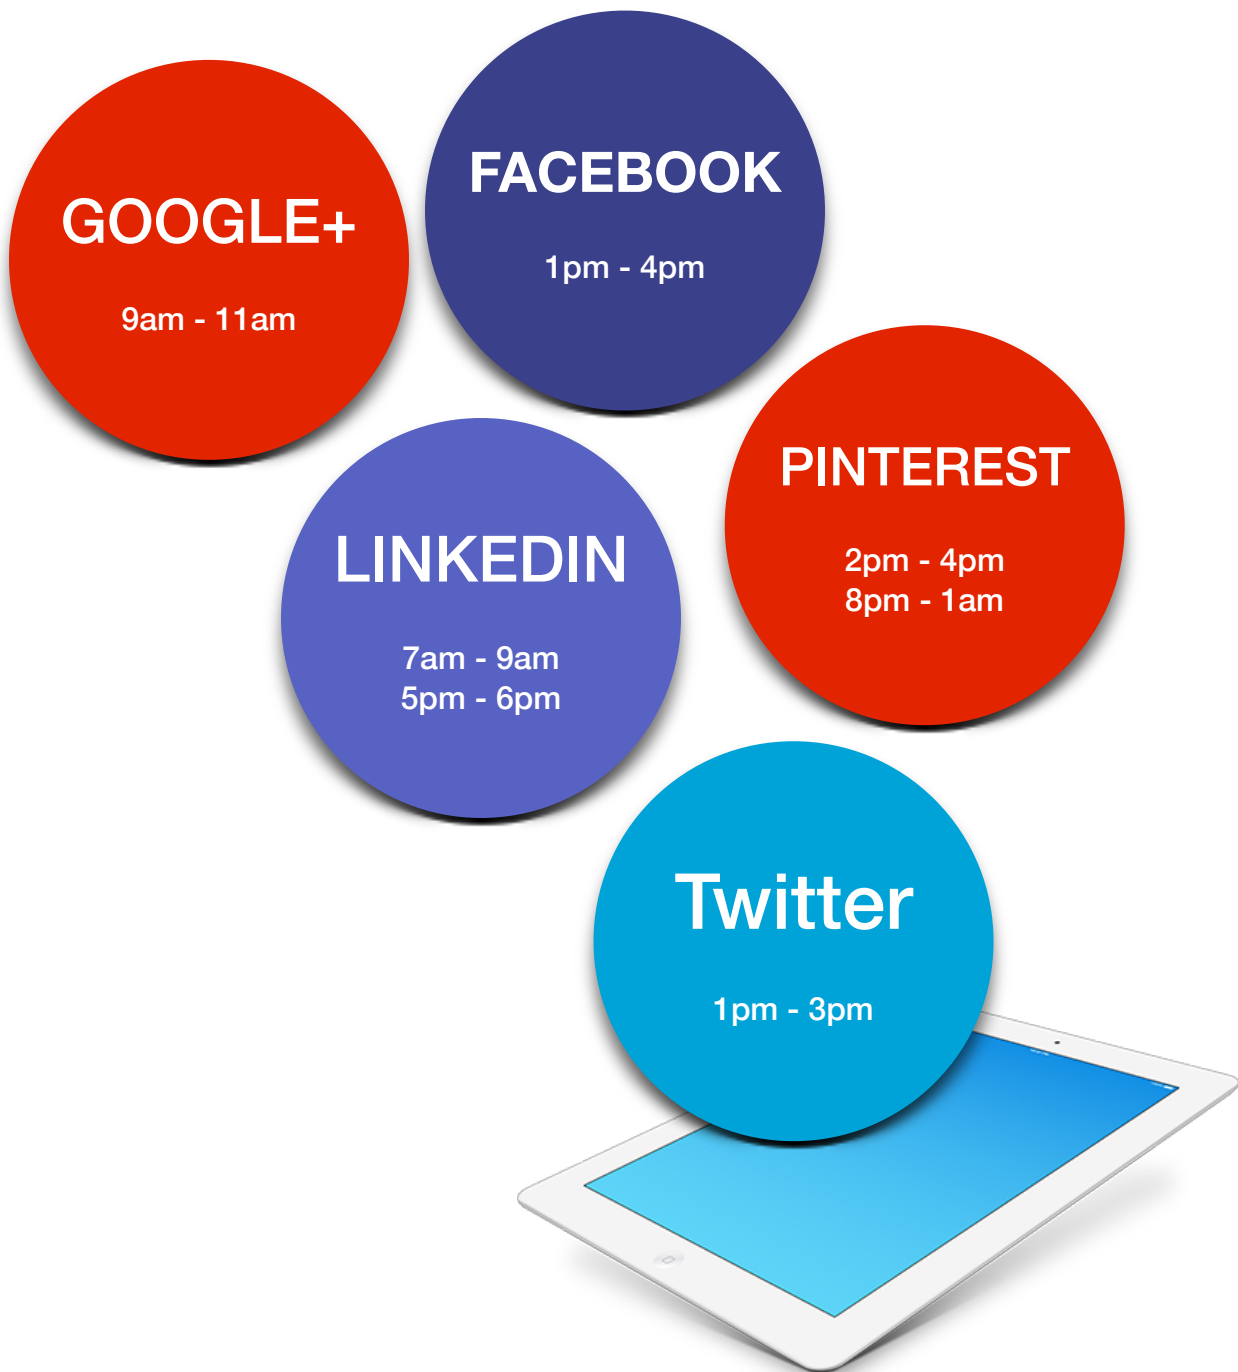 GOOGLE+
9am - 11am
FACEBOOK
1pm - 4pm
LINKEDIN
7am - 9am
5pm - 6pm
PINTEREST
2pm - 4pm
8pm - 1am
Twitter
1pm - 3pm